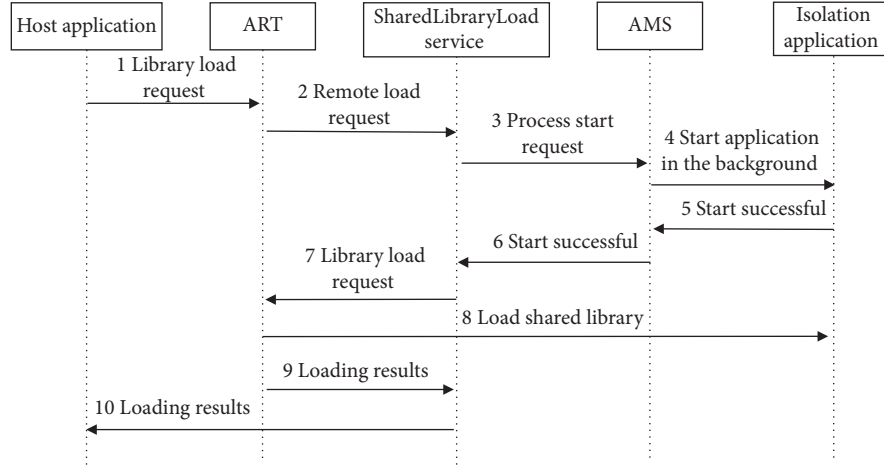 Host application
ART
SharedLibraryLoad
service
AMS
Isolation
application
1 Library load
request
2 Remote load
request
3 Process start
request
4 Start application
in the background
5 Start successful
6 Start successful
7 Library load
request
8 Load shared library
9 Loading results
10 Loading results